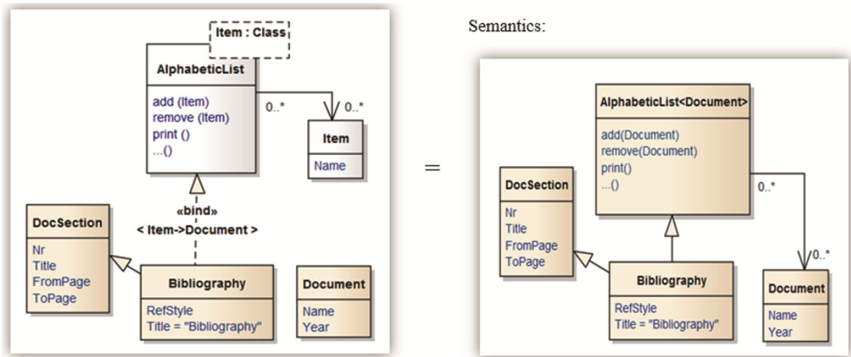 Item : Class
AlphabeticList
add (Item)
remove (Item)
print ()
...()
0..*
0..*
Item
Name
«bind»
< Item->Document >
DocSection
Nr
Title
FromPage
ToPage
Bibliography
RefStyle
Title = "Bibliography"
Document
Name
Year
=
Semantics:
AlphabeticList<Document>
add(Document)
remove(Document)
print()
...()
0..*
0..*
DocSection
Nr
Title
FromPage
ToPage
Bibliography
RefStyle
Title = "Bibliography"
Document
Name
Year